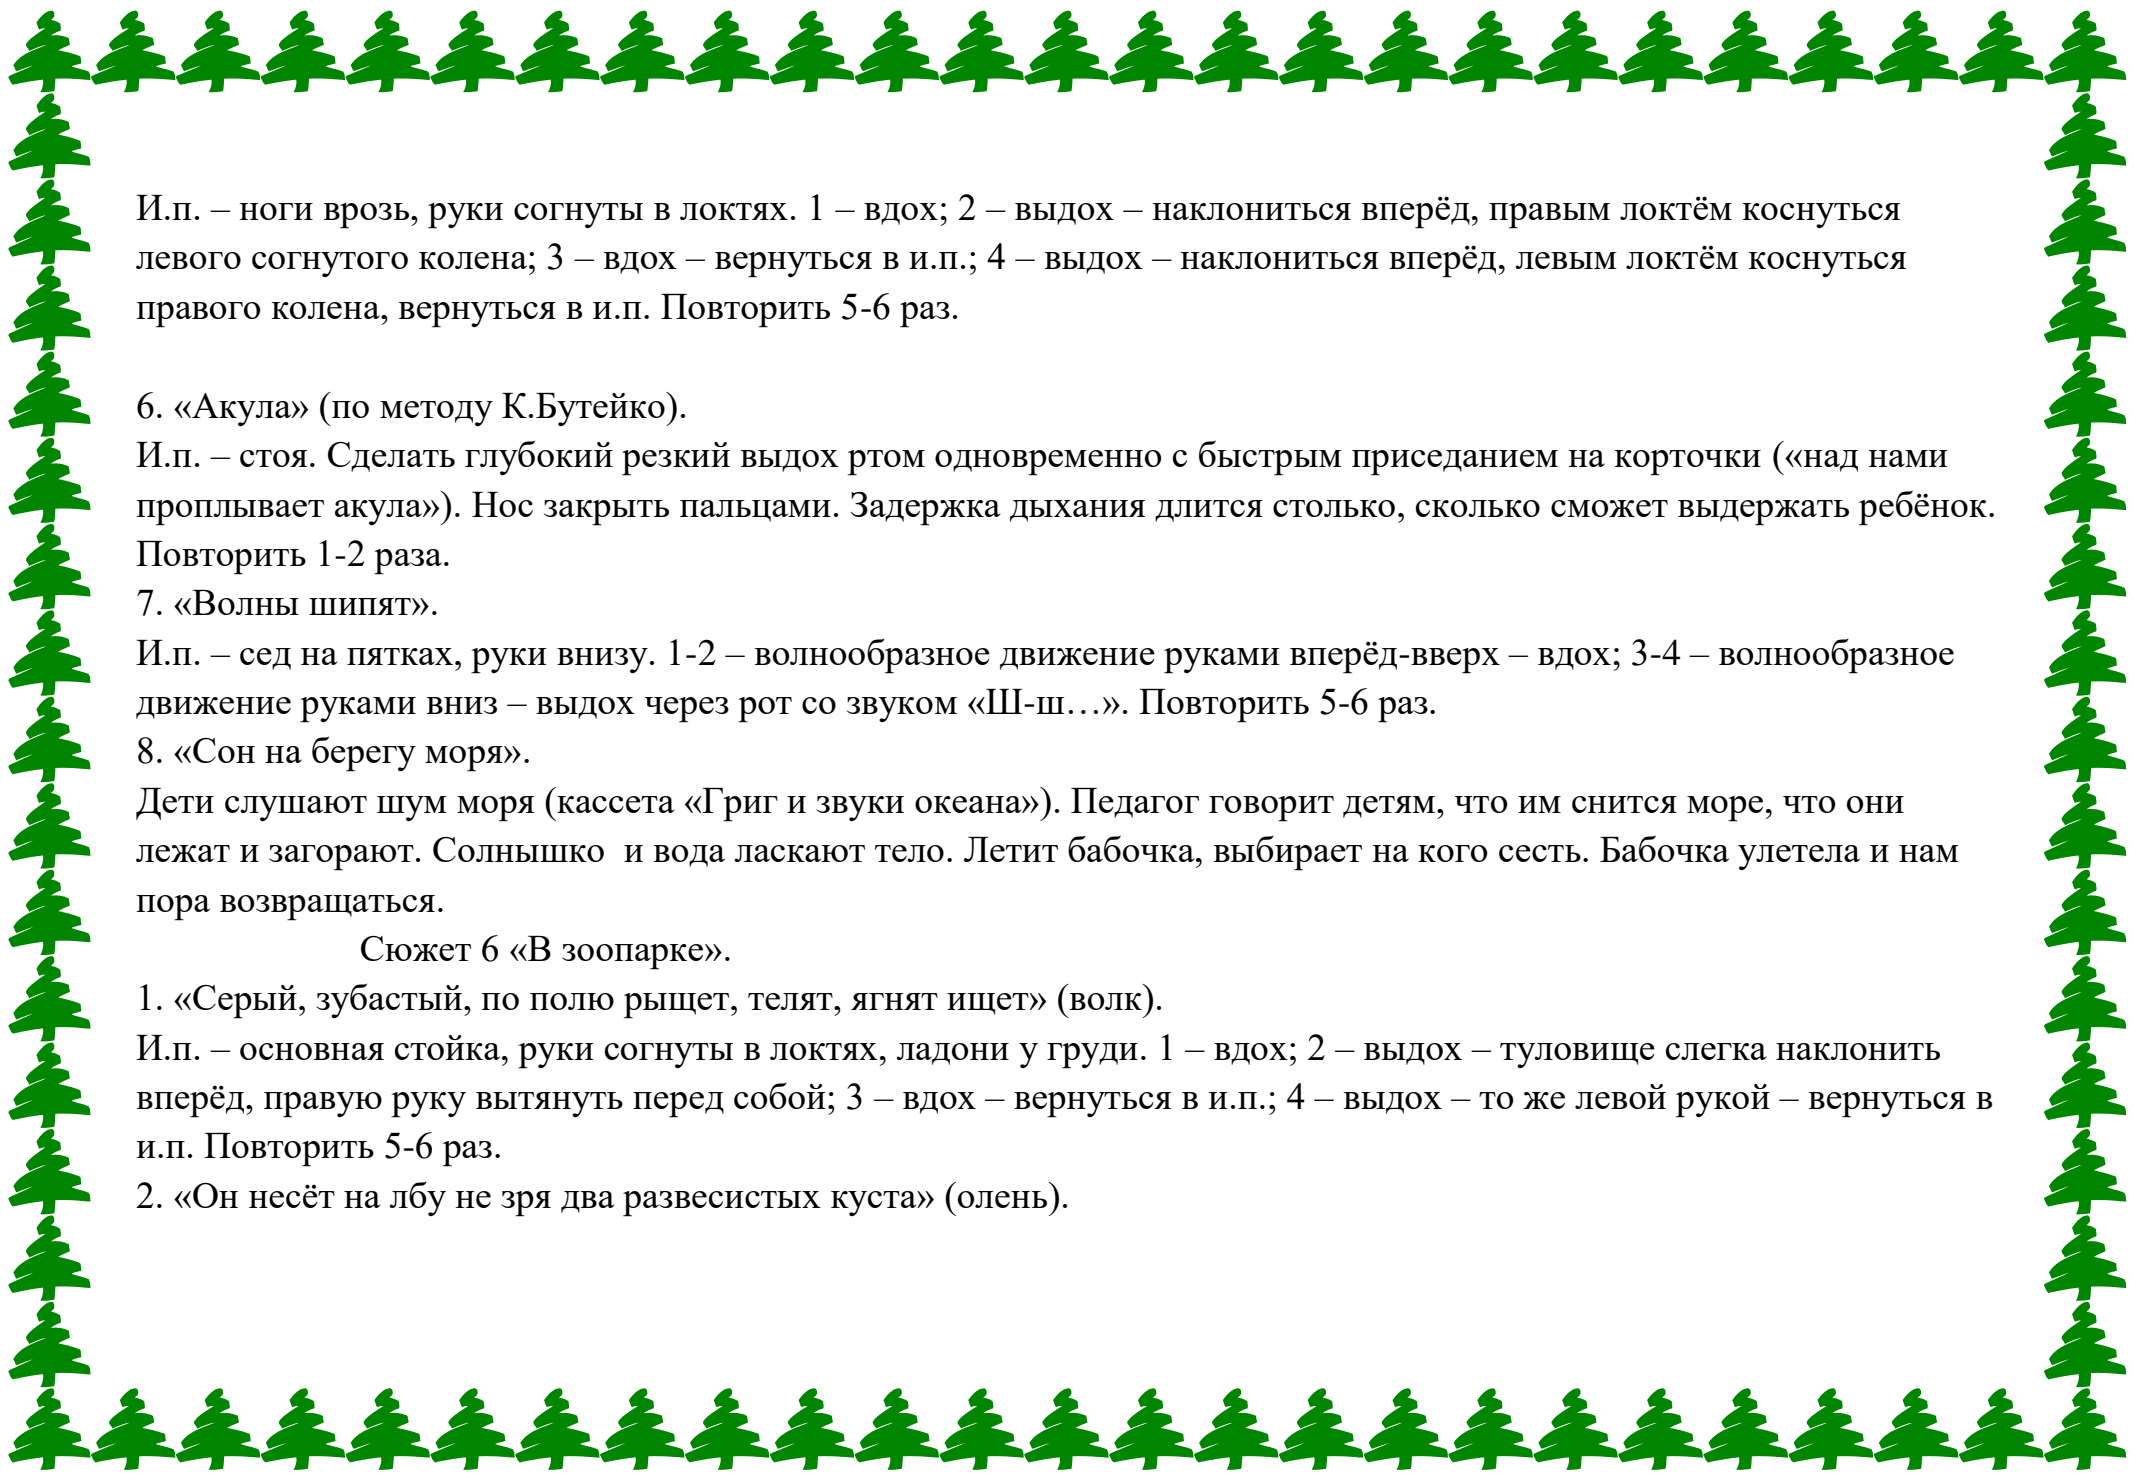 И.п. – ноги врозь, руки согнуты в локтях. 1 – вдох; 2 – выдох – наклониться вперёд, правым локтём коснуться
левого согнутого колена; 3 – вдох – вернуться в и.п.; 4 – выдох – наклониться вперёд, левым локтём коснуться
правого колена, вернуться в и.п. Повторить 5-6 раз.
6. «Акула» (по методу К.Бутейко).
И.п. – стоя. Сделать глубокий резкий выдох ртом одновременно с быстрым приседанием на корточки («над нами
проплывает акула»). Нос закрыть пальцами. Задержка дыхания длится столько, сколько сможет выдержать ребёнок.
Повторить 1-2 раза.
7. «Волны шипят».
И.п. – сед на пятках, руки внизу. 1-2 – волнообразное движение руками вперёд-вверх – вдох; 3-4 – волнообразное
движение руками вниз – выдох через рот со звуком «Ш-ш…». Повторить 5-6 раз.
8. «Сон на берегу моря».
Дети слушают шум моря (кассета «Григ и звуки океана»). Педагог говорит детям, что им снится море, что они
лежат и загорают. Солнышко  и вода ласкают тело. Летит бабочка, выбирает на кого сесть. Бабочка улетела и нам
пора возвращаться.
Сюжет 6 «В зоопарке».
1. «Серый, зубастый, по полю рыщет, телят, ягнят ищет» (волк).
И.п. – основная стойка, руки согнуты в локтях, ладони у груди. 1 – вдох; 2 – выдох – туловище слегка наклонить
вперёд, правую руку вытянуть перед собой; 3 – вдох – вернуться в и.п.; 4 – выдох – то же левой рукой – вернуться в
и.п. Повторить 5-6 раз.
2. «Он несёт на лбу не зря два развесистых куста» (олень).